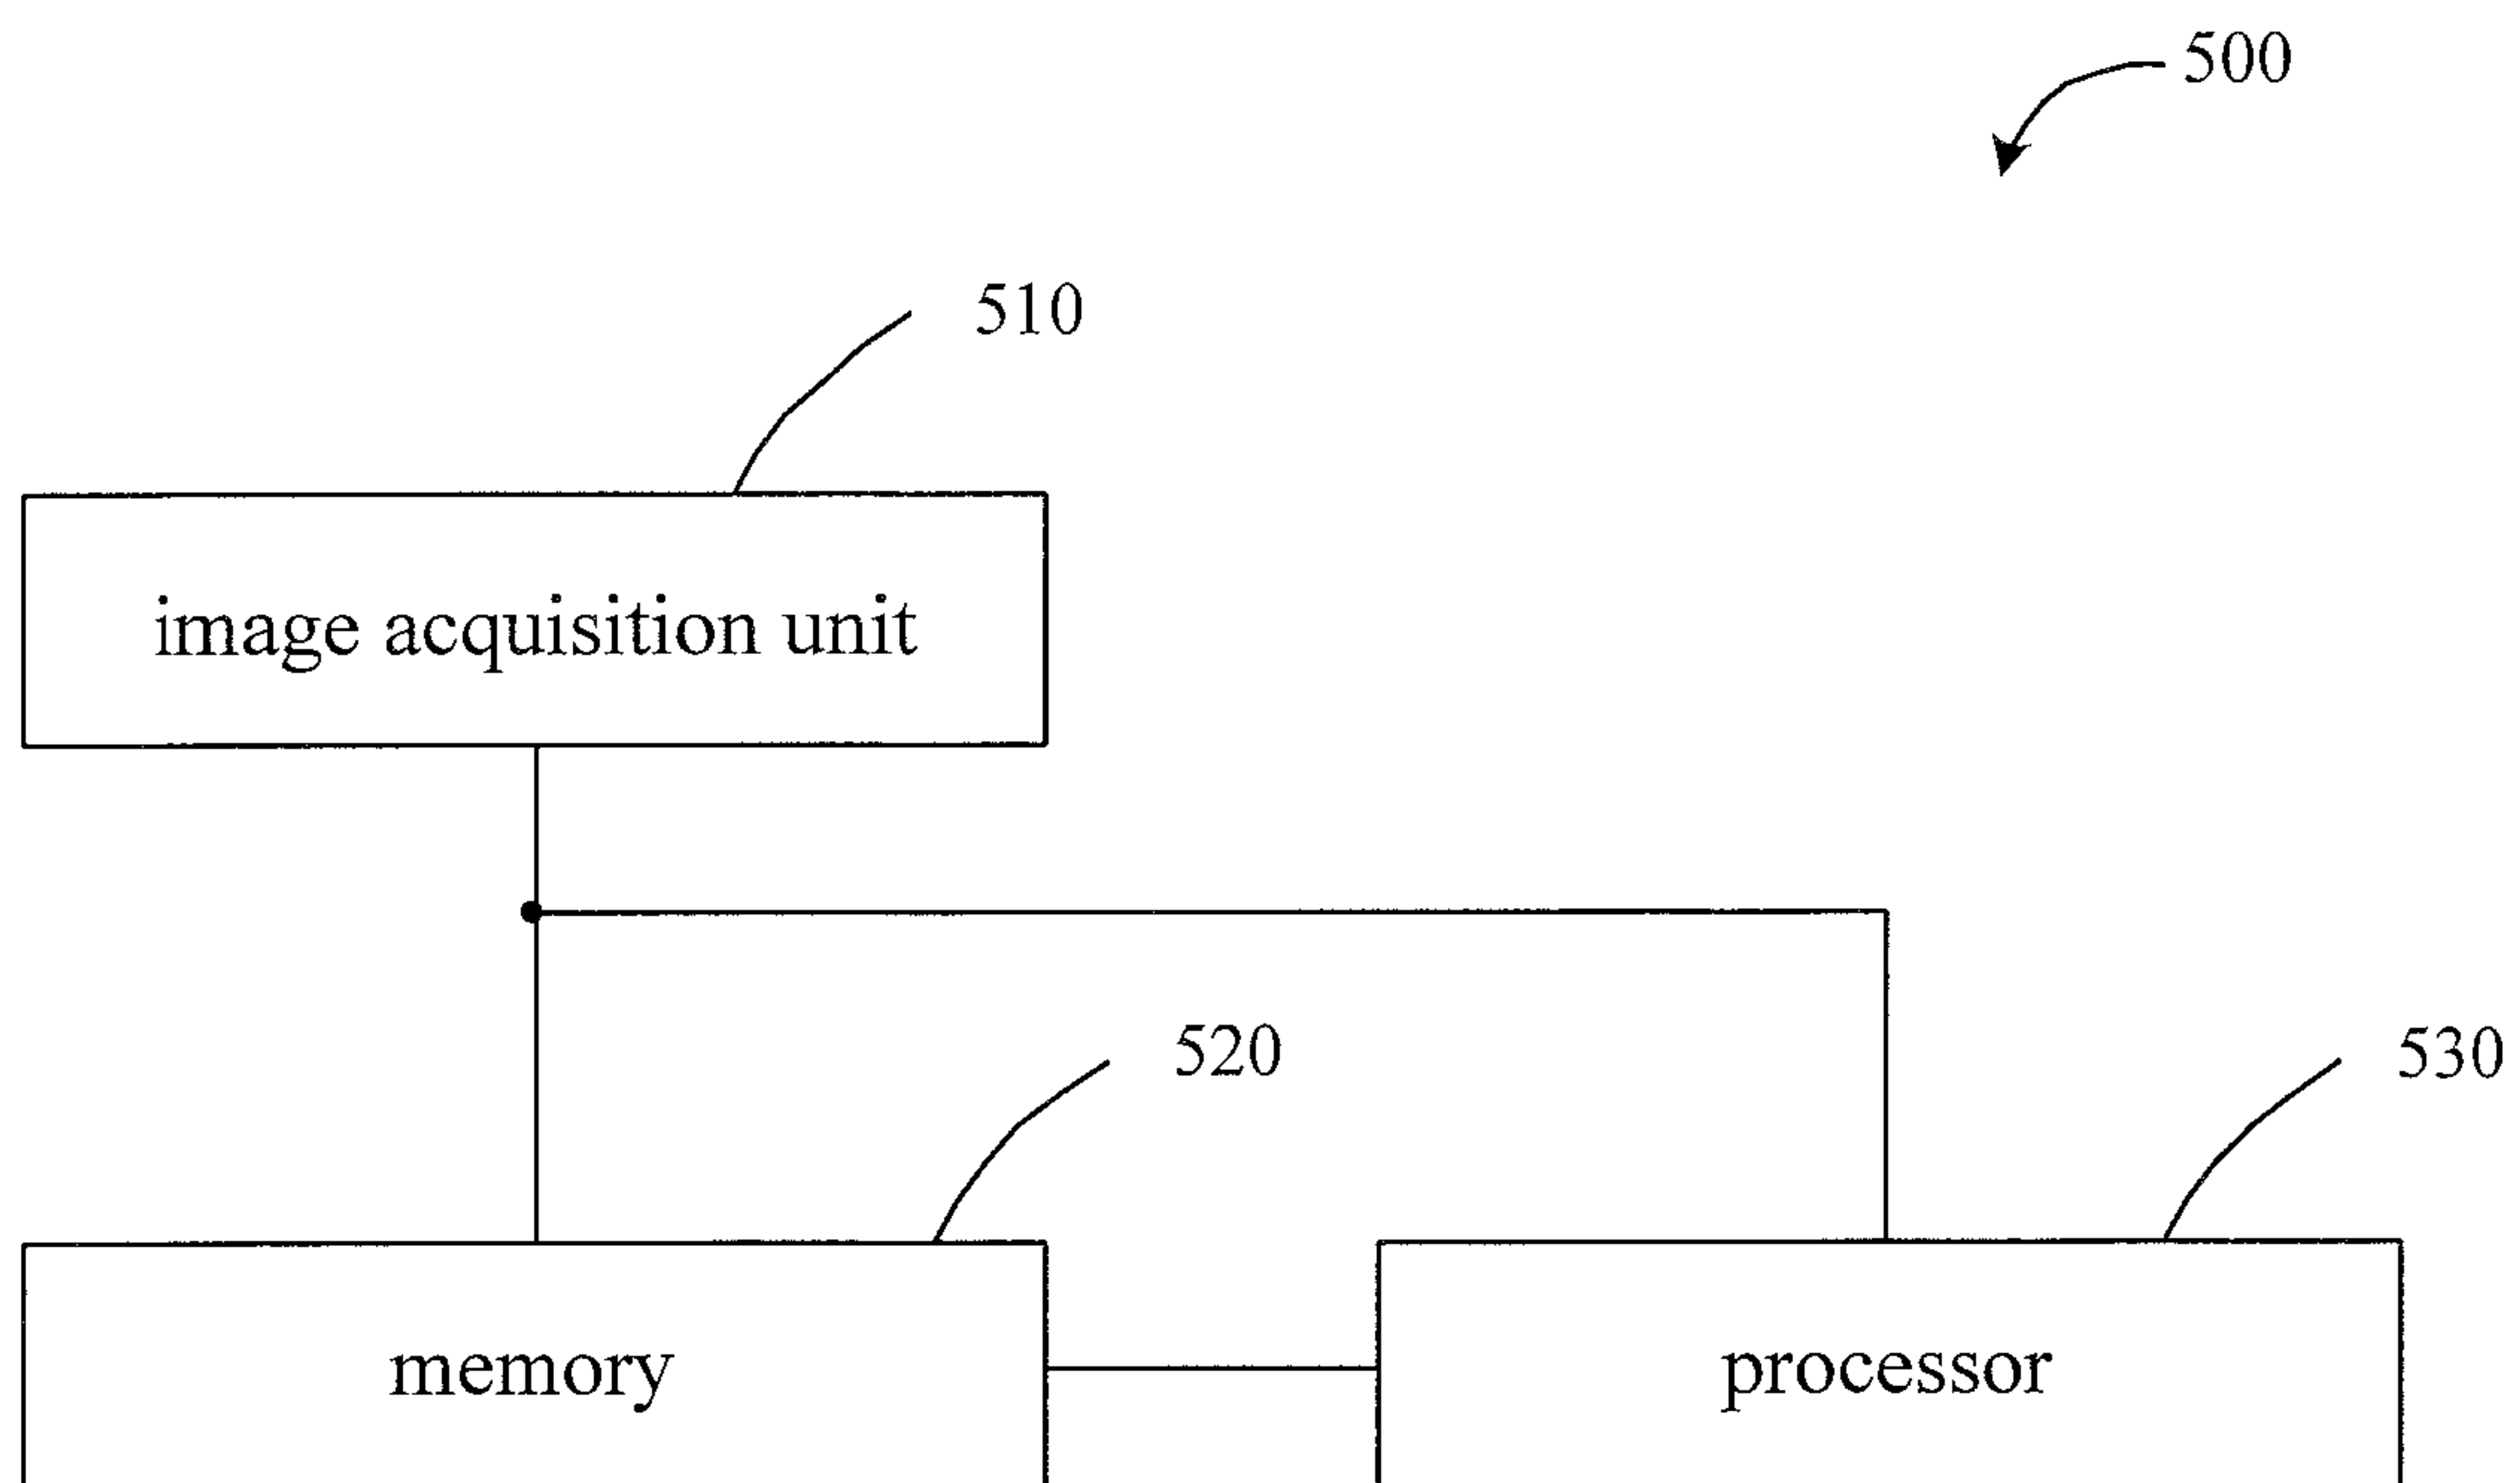 500
510
image acquisition unit
520
530
memory
processor